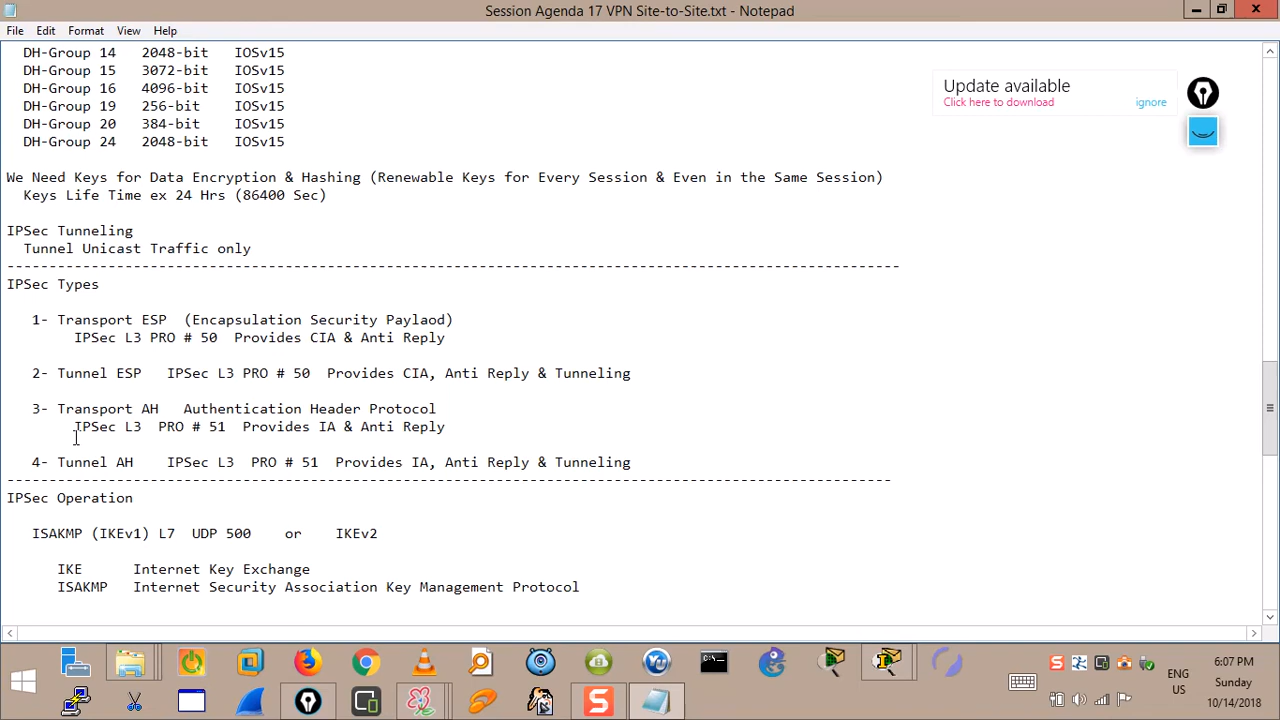 Session Agenda 17 VPN Site-to-Site.txt - Notepad
File Edit Format View Help
DH-Group 14 2048-bit IOSv15
DH-Group 15 3072-bit IOSv15
DH-Group 16 4096-bit IOSv15
DH-Group 19 256-bit IOSv15
DH-Group 20 384-bit IOSv15
DH-Group 24 2048-bit IOSv15
Update available
Click here to download ignore
We Need Keys for Data Encryption & Hashing (Renewable Keys for Every Session & Even in the Same Session)
Keys Life Time ex 24 Hrs (86400 Sec)
IPSec Tunneling
Tunnel Unicast Traffic only
----------------------------------------------------------------------------------------------------------
IPSec Types
1- Transport ESP (Encapsulation Security Paylaod)
IPSec L3 PRO # 50 Provides CIA & Anti Reply
2- Tunnel ESP IPSec L3 PRO # 50 Provides CIA, Anti Reply & Tunneling
3- Transport AH Authentication Header Protocol
IPSec L3 PRO # 51 Provides IA & Anti Reply
4- Tunnel AH IPSec L3 PRO # 51 Provides IA, Anti Reply & Tunneling
---------------------------------------------------------------------------------------------------------
IPSec Operation
ISAKMP (IKEv1) L7 UDP 500 or IKEv2
IKE Internet Key Exchange
ISAKMP Internet Security Association Key Management Protocol
ENG
US
6:07 PM
Sunday
10/14/2018